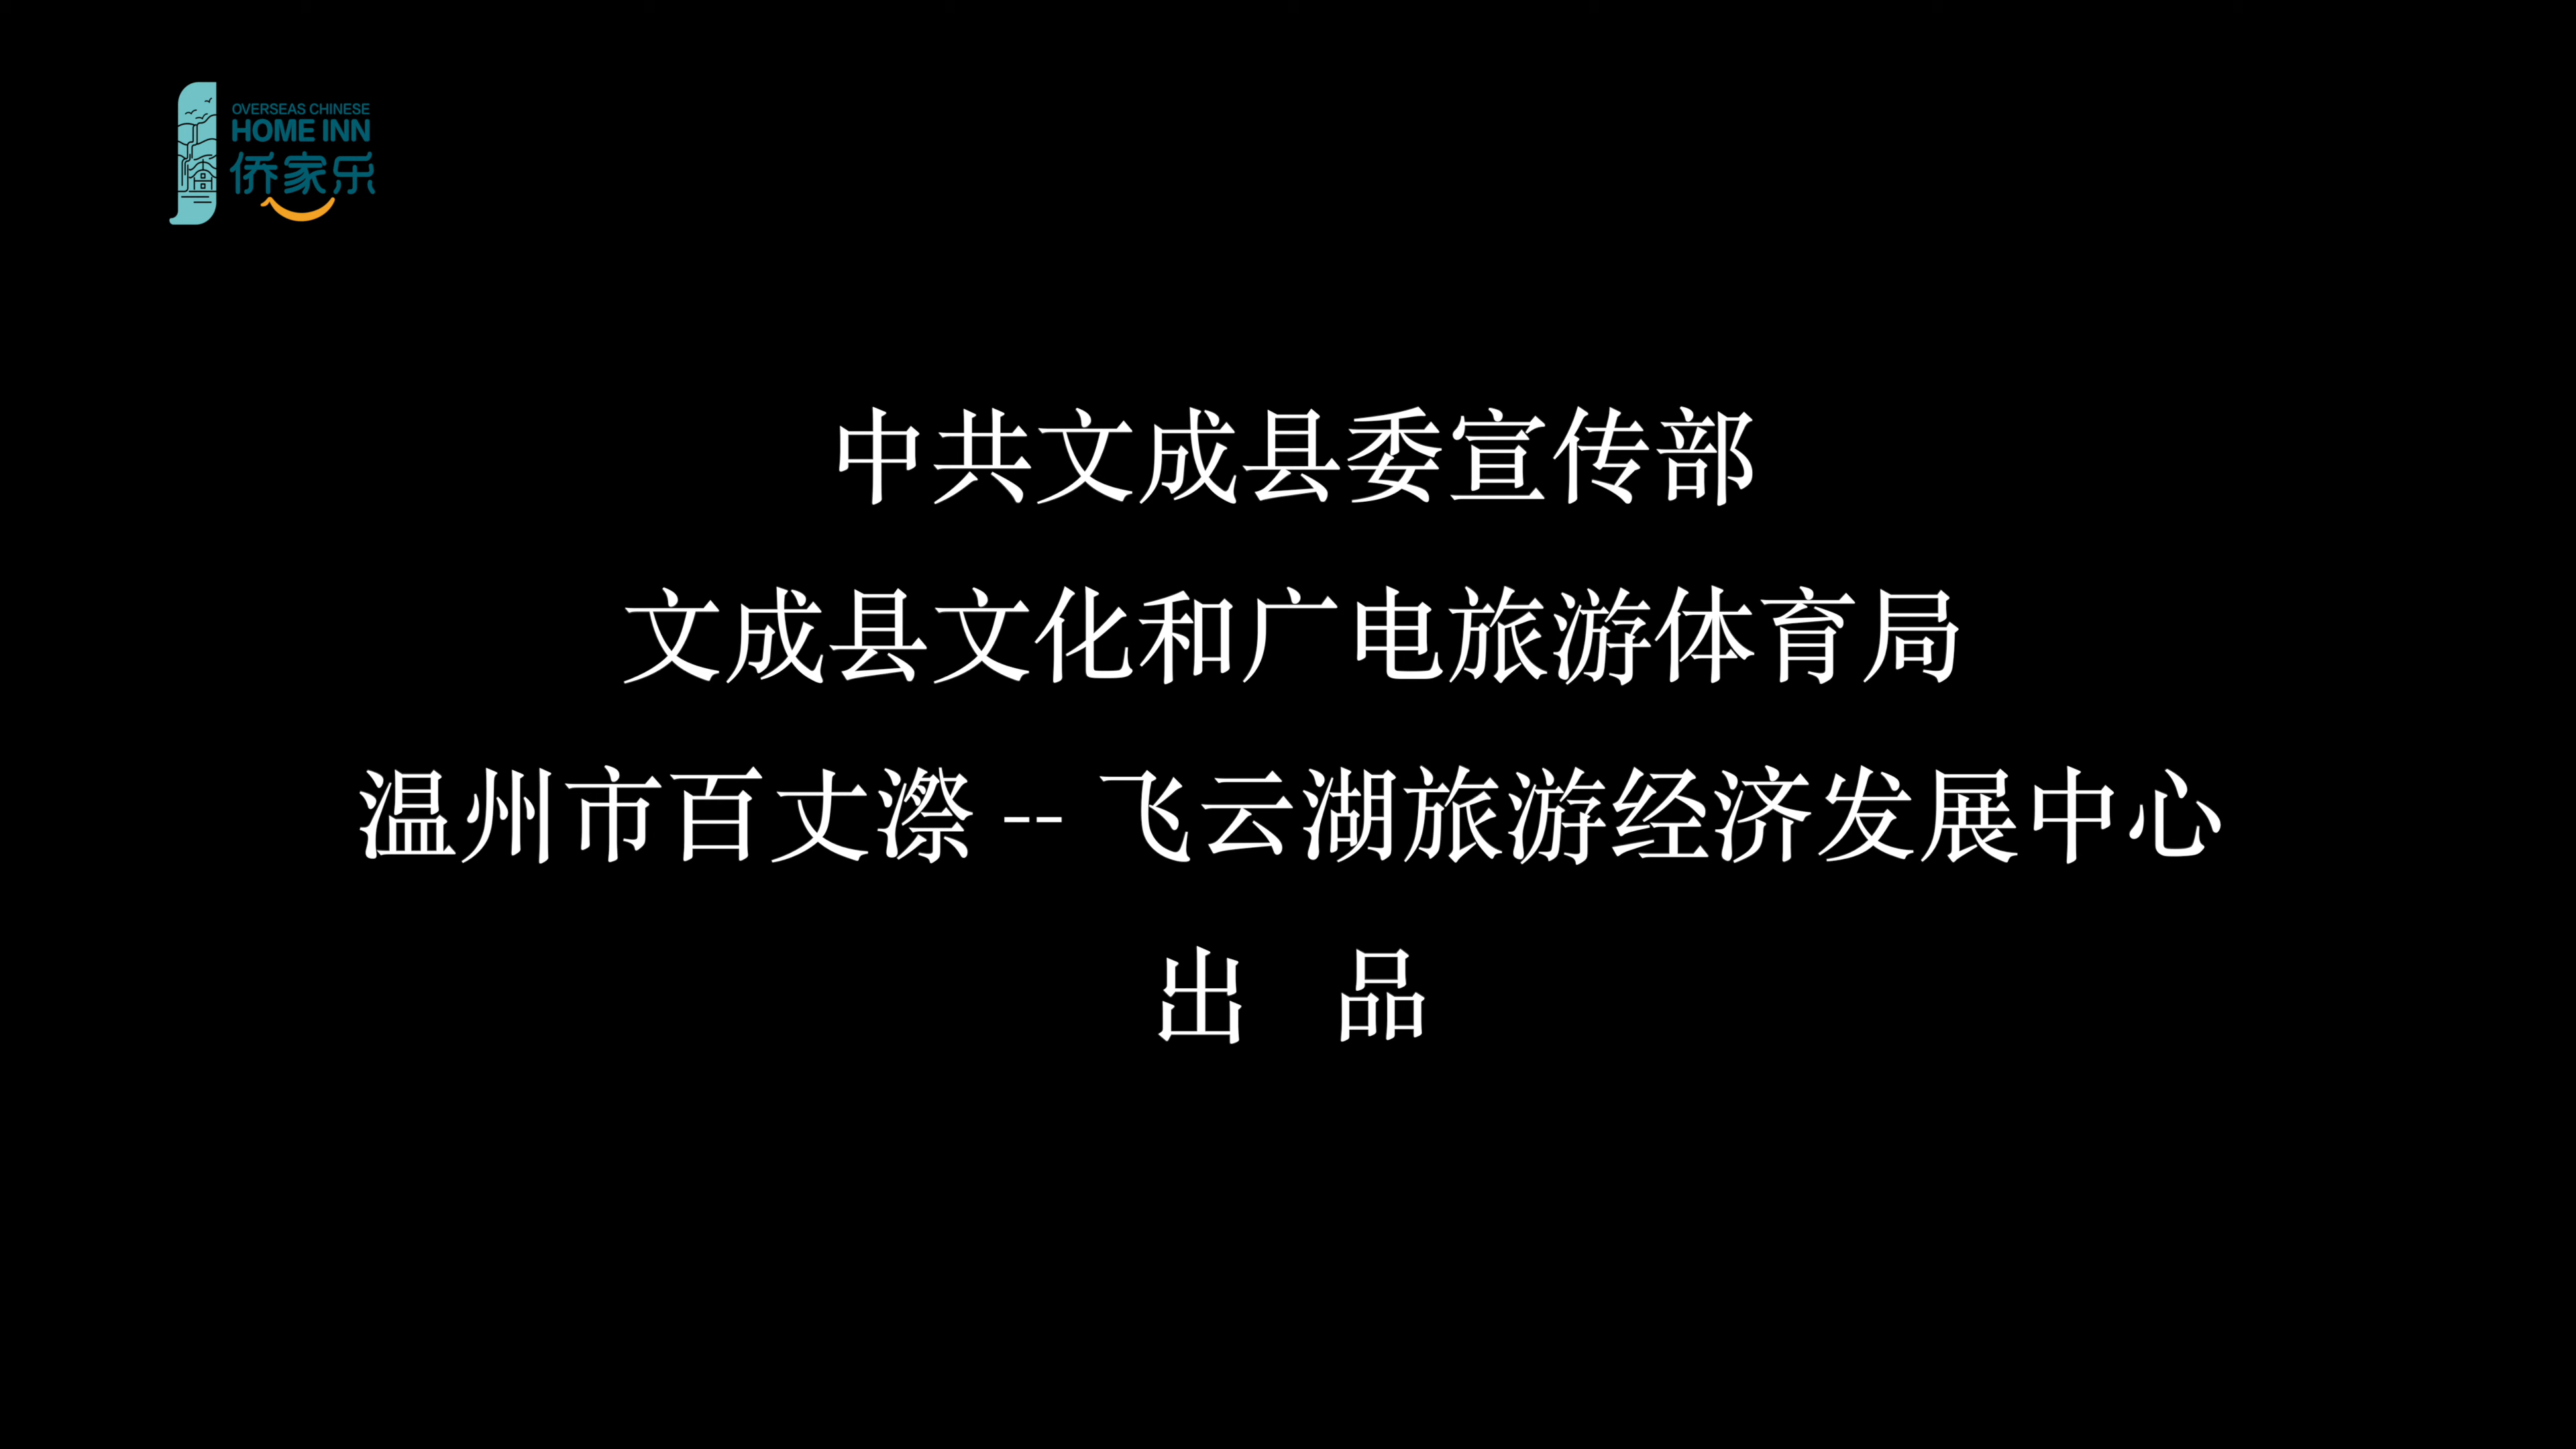 OVERSEAS CHINESE
HOME INN
侨家乐
中共文成县委宣传部
文成县文化和广电旅游体育局
温州市百丈漈 -- 飞云湖旅游经济发展中心
出 品